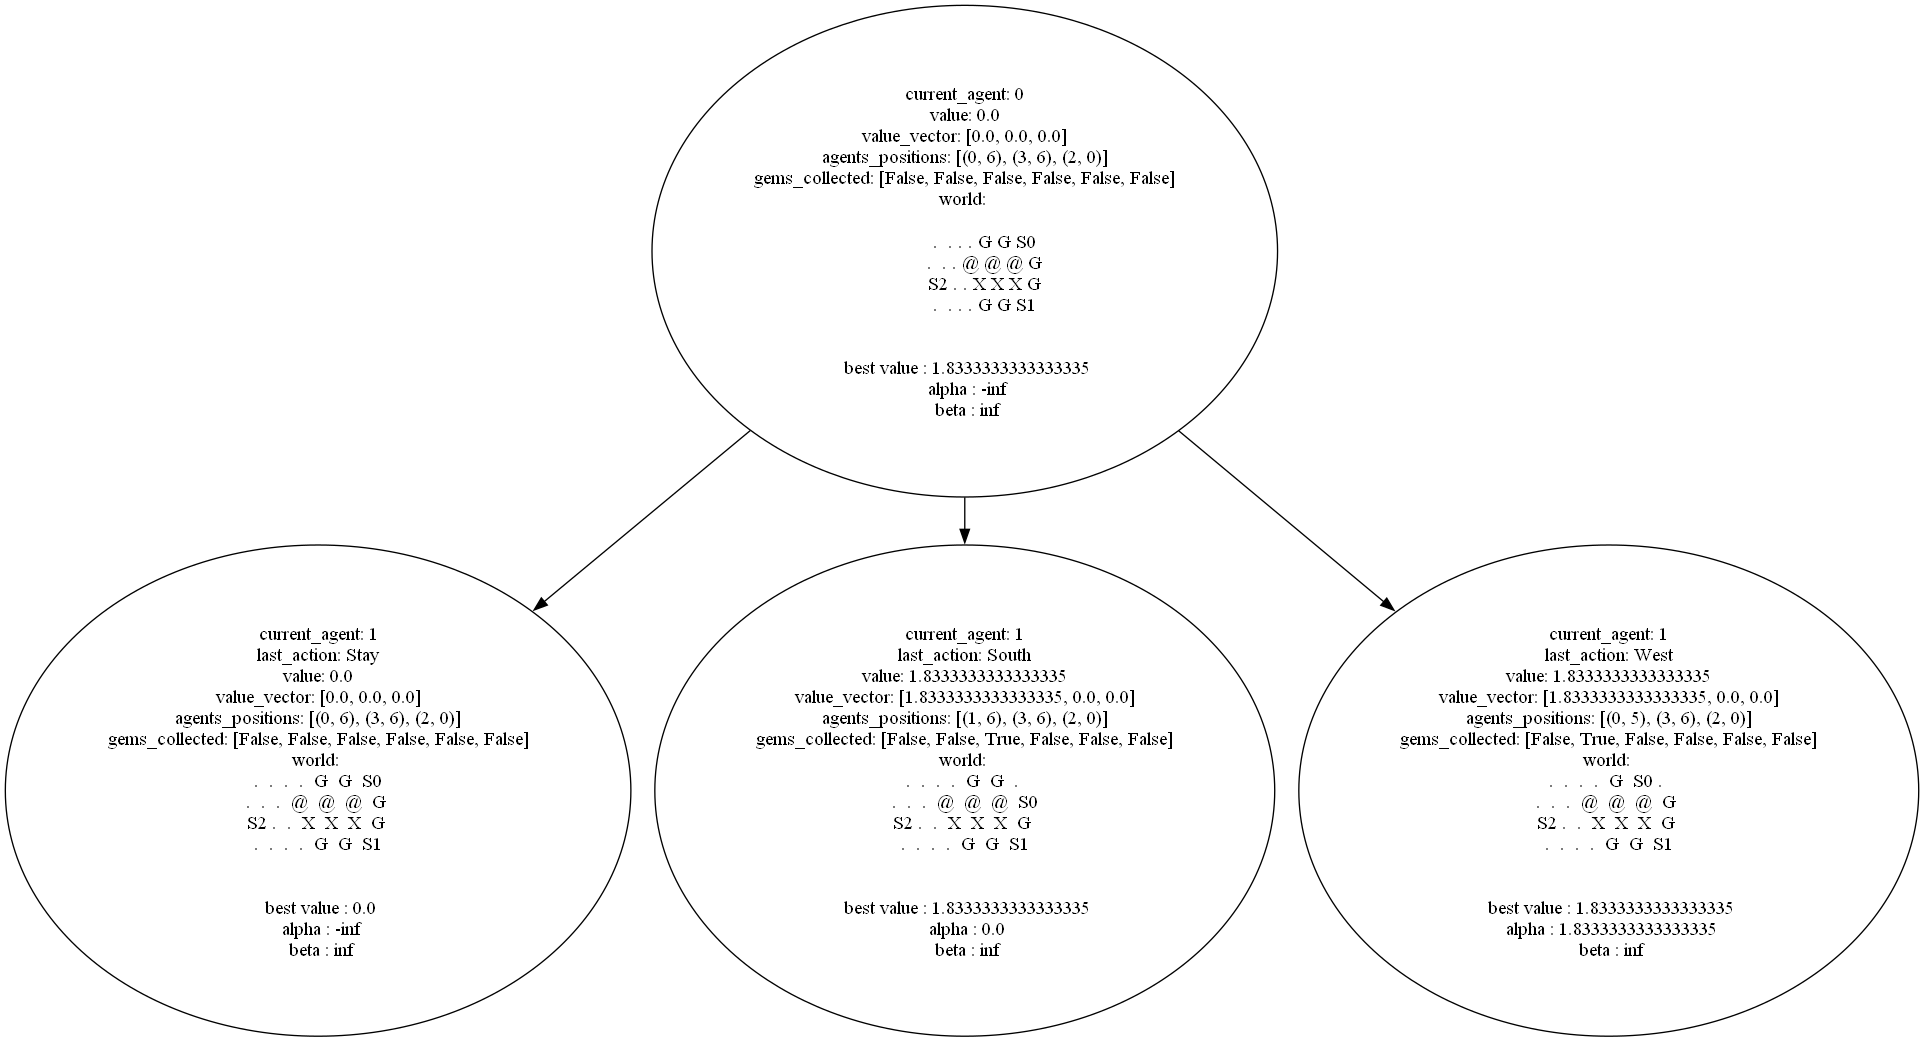 current_agent: 0
value: 0.0
value_vector: [0.0, 0.0, 0.0]
agents_positions: [(0, 6), (3, 6), (2, 0)]
gems_collected: [False, False, False, False, False, False]
world:
. . . . G G S0
. . . @ @ @ G
S2 . . X X X G
. . . . G G S1
best value : 1.8333333333333335
alpha : -inf
beta : inf
current_agent: 1
last_action: Stay
value: 0.0
value_vector: [0.0, 0.0, 0.0]
agents_positions: [(0, 6), (3, 6), (2, 0)]
gems_collected: [False, False, False, False, False, False]
world:
. . . . G G S0
. . . @ @ @ G
S2 . . X X X G
. . . . G G S1
best value : 0.0
alpha : -inf
beta : inf
current_agent: 1
last_action: South
value: 1.8333333333333335
value_vector: [1.8333333333333335, 0.0, 0.0]
agents_positions: [(1, 6), (3, 6), (2, 0)]
gems_collected: [False, False, True, False, False, False]
world:
. . . . G G .
. . . @ @ @ S0
S2 . . X X X G
. . . . G G S1
best value : 1.8333333333333335
alpha : 0.0
beta : inf
current_agent: 1
last_action: West
value: 1.8333333333333335
value_vector: [1.8333333333333335, 0.0, 0.0]
agents_positions: [(0, 5), (3, 6), (2, 0)]
gems_collected: [False, True, False, False, False, False]
world:
. . . . G S0 .
. . . @ @ @ G
S2 . . X X X G
. . . . G G S1
best value : 1.8333333333333335
alpha : 1.8333333333333335
beta : inf